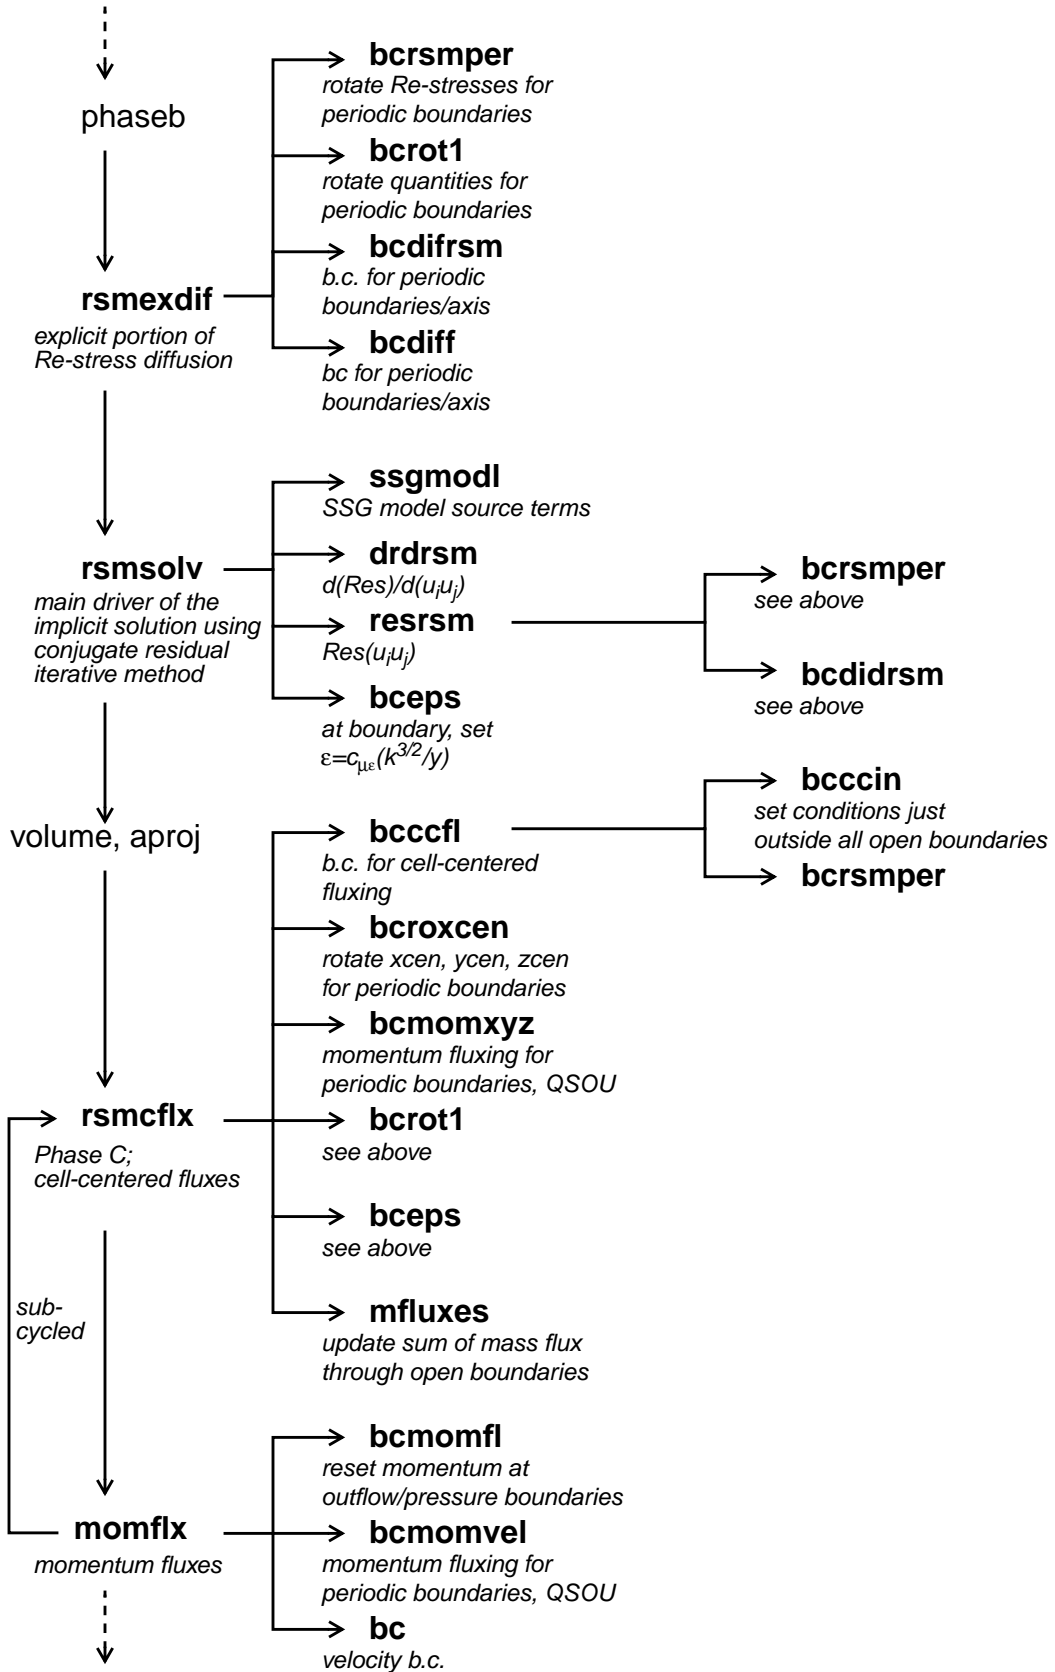 phaseb
rsmexdif
explicit portion of
Re-stress diffusion
bcrsmper
rotate Re-stresses for
periodic boundaries
bcrot1
rotate quantities for
periodic boundaries
bcdifrsm
b.c. for periodic
boundaries/axis
bcdiff
bc for periodic
boundaries/axis
rsmsolv
main driver of the
implicit solution using
conjugate residual
iterative method
ssgmodl
SSG model source terms
drdrsm
d(Res)/d(uᵢuⱼ)
resrsm
Res(uᵢuⱼ)
bceps
at boundary, set
ε=c_με(k^3/2/y)
bcrsmper
see above
bcdidrsm
see above
volume, aproj
rsmcflx
Phase C;
cell-centered fluxes
bcccfl
b.c. for cell-centered
fluxing
bcccin
set conditions just
outside all open boundaries
bcrsmper
bcroxcen
rotate xcen, ycen, zcen
for periodic boundaries
bcmomxyz
momentum fluxing for
periodic boundaries, QSOU
bcrot1
see above
bceps
see above
mfluxes
update sum of mass flux
through open boundaries
sub-
cycled
momflx
momentum fluxes
bcmomfl
reset momentum at
outflow/pressure boundaries
bcmomvel
momentum fluxing for
periodic boundaries, QSOU
bc
velocity b.c.